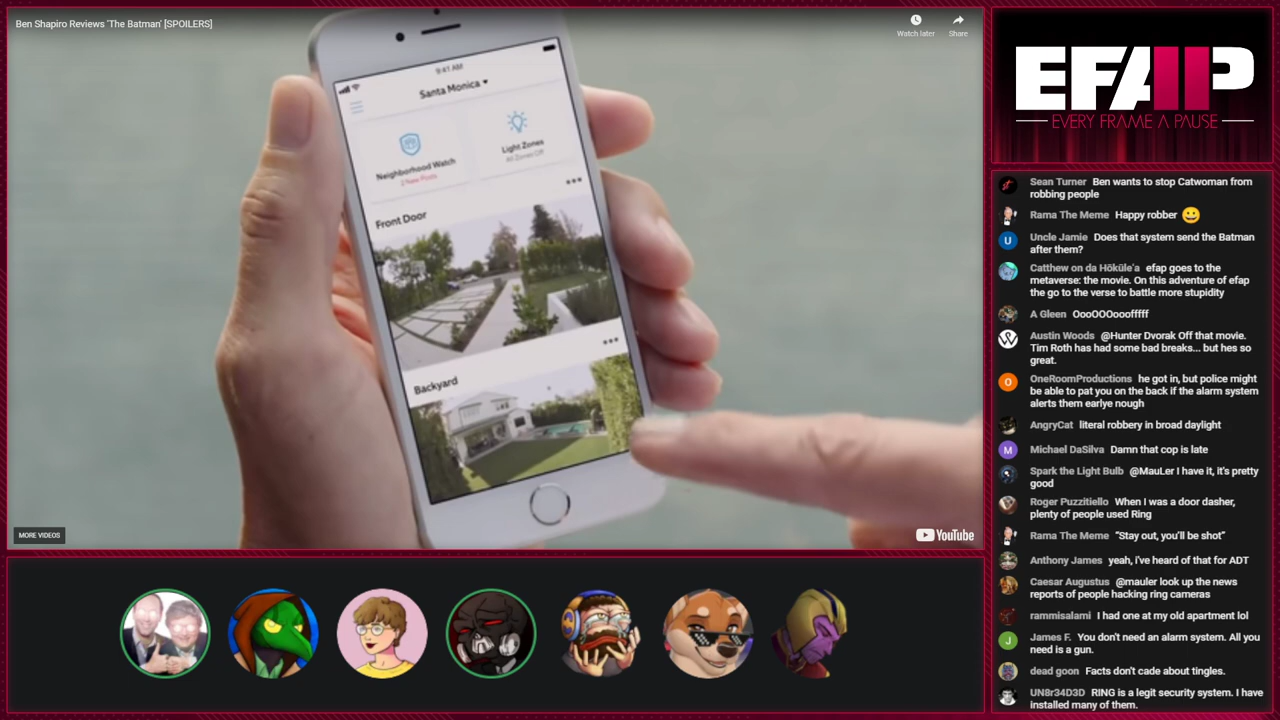 Ben Shapiro Reviews 'The Batman' [SPOILERS]
Watch later
Share
9:41 AM
Santa Monica
Neighborhood Watch
2 New Posts
Light Zones
All Zones Off
Front Door
Backyard
MORE VIDEOS
YouTube
EFAP
EVERY FRAME A PAUSE
Sean Turner Ben wants to stop Catwoman from
robbing people
Rama The Meme Happy robber 😀
U
Uncle Jamie Does that system send the Batman
after them?
Catthew on da Hōkūle'a efap goes to the
metaverse: the movie. On this adventure of efap
the go to the verse to battle more stupidity
A Gleen OooOOOooofffff
Austin Woods @Hunter Dvorak Off that movie.
Tim Roth has had some bad breaks... but hes so
great.
O
OneRoomProductions he got in, but police might
be able to pat you on the back if the alarm system
alerts them earlye nough
AngryCat literal robbery in broad daylight
M
Michael DaSilva Damn that cop is late
Spark the Light Bulb @MauLer I have it, it's pretty
good
Roger Puzzitiello When I was a door dasher,
plenty of people used Ring
Rama The Meme “Stay out, you'll be shot”
Anthony James yeah, i've heard of that for ADT
Caesar Augustus @mauler look up the news
reports of people hacking ring cameras
rammisalami I had one at my old apartment lol
J
James F. You don't need an alarm system. All you
need is a gun.
dead goon Facts don't cade about tingles.
UN8r34D3D RING is a legit security system. I have
installed many of them.